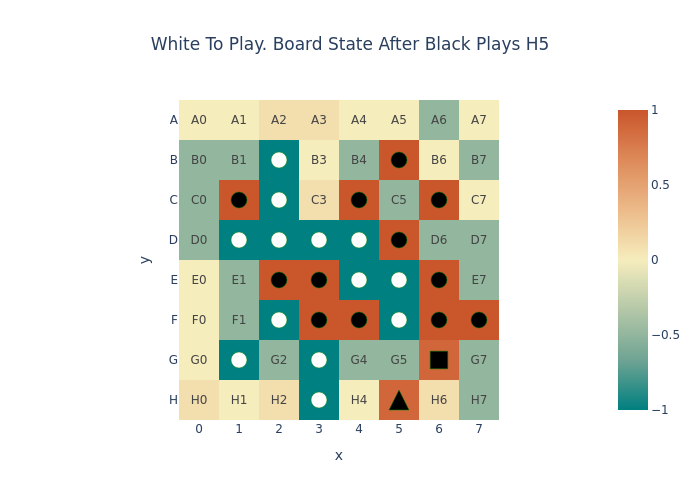 White To Play. Board State After Black Plays H5
A A0 A1 A2 A3 A4 A5 A6 A7
B B0 B1 B3 B4 B6 B7
C C0 C3 C5 C7
D D0 D6 D7
E E0 E1 E7
F F0 F1
G G0 G2 G4 G5 G7
H H0 H1 H2 H4 H6 H7
0 1 2 3 4 5 6 7
x
y
1
0.5
0
−0.5
−1